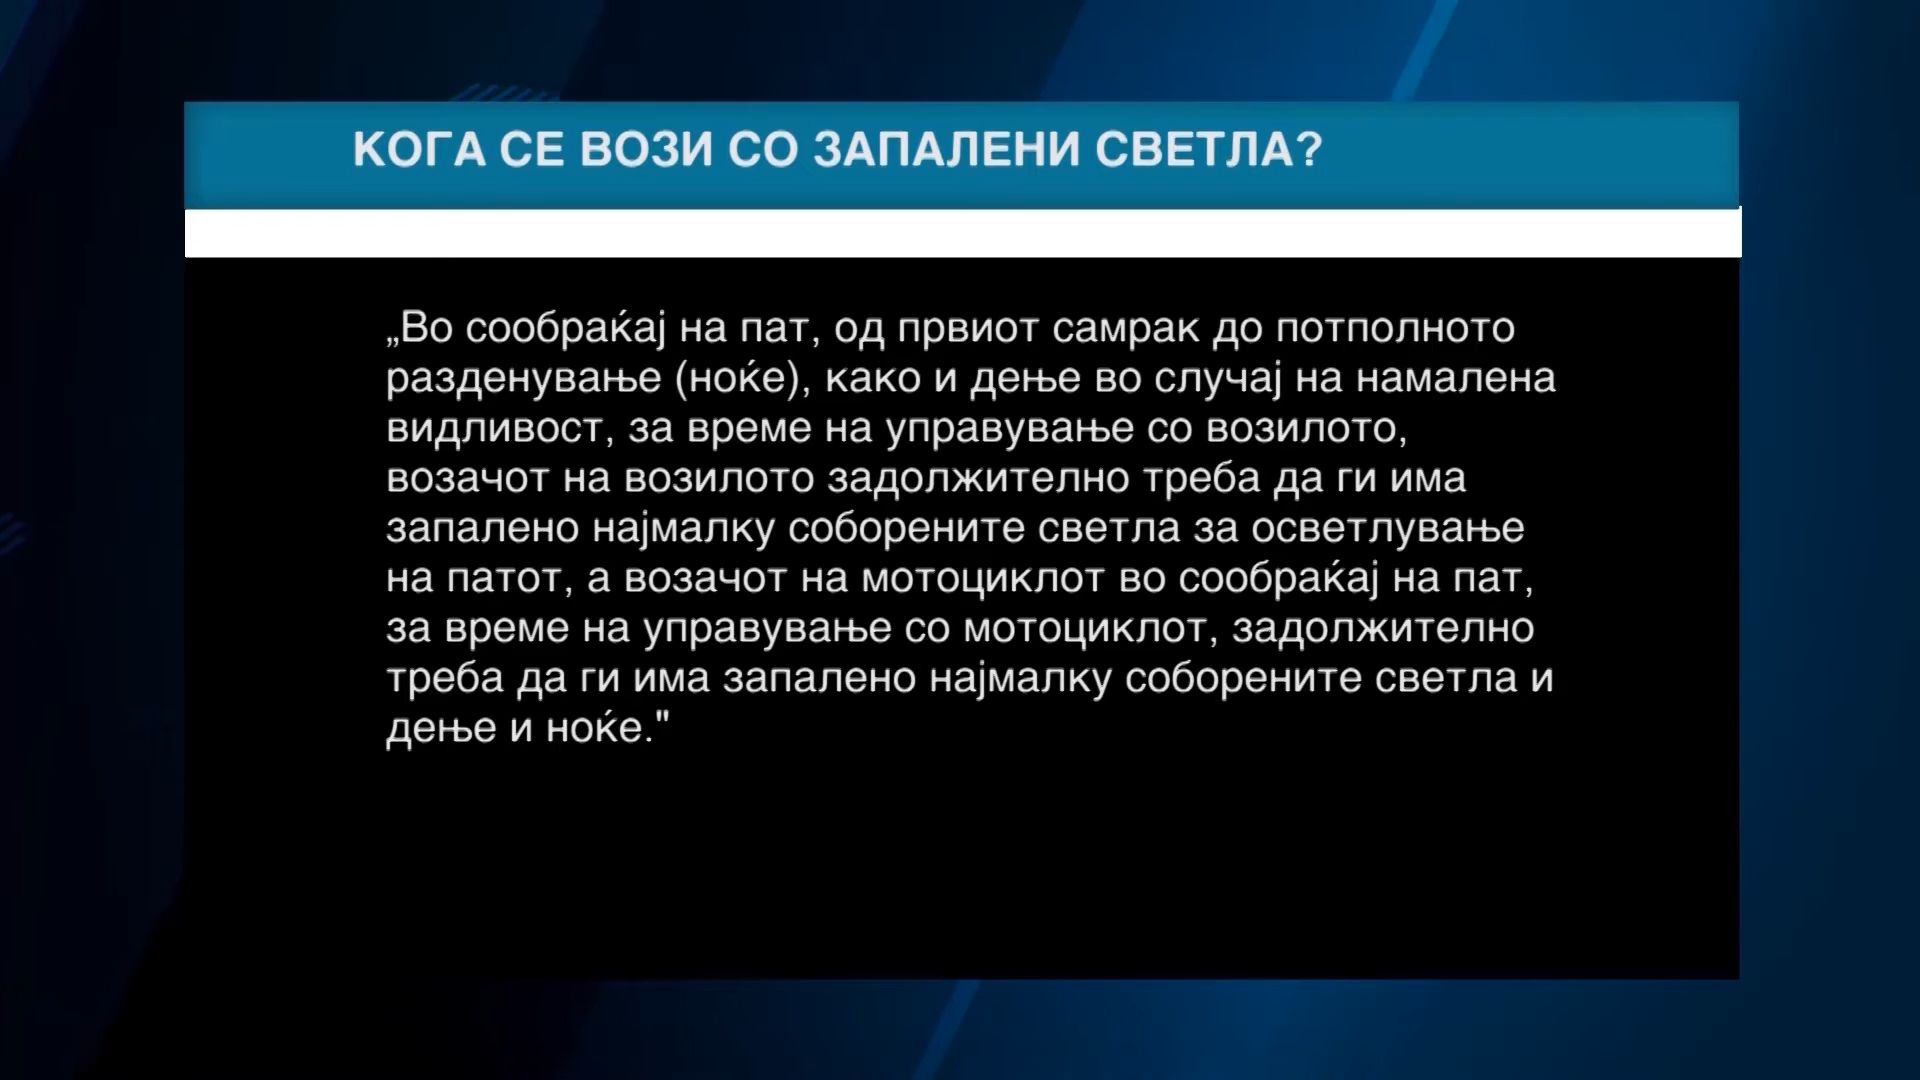 КОГА СЕ ВОЗИ СО ЗАПАЛЕНИ СВЕТЛА?
„Во сообраќај на пат, од првиот самрак до потполното
разденување (ноќе), како и дење во случај на намалена
видливост, за време на управување со возилото,
возачот на возилото задолжително треба да ги има
запалено најмалку соборените светла за осветлување
на патот, а возачот на мотоциклот во сообраќај на пат,
за време на управување со мотоциклот, задолжително
треба да ги има запалено најмалку соборените светла и
дење и ноќе."